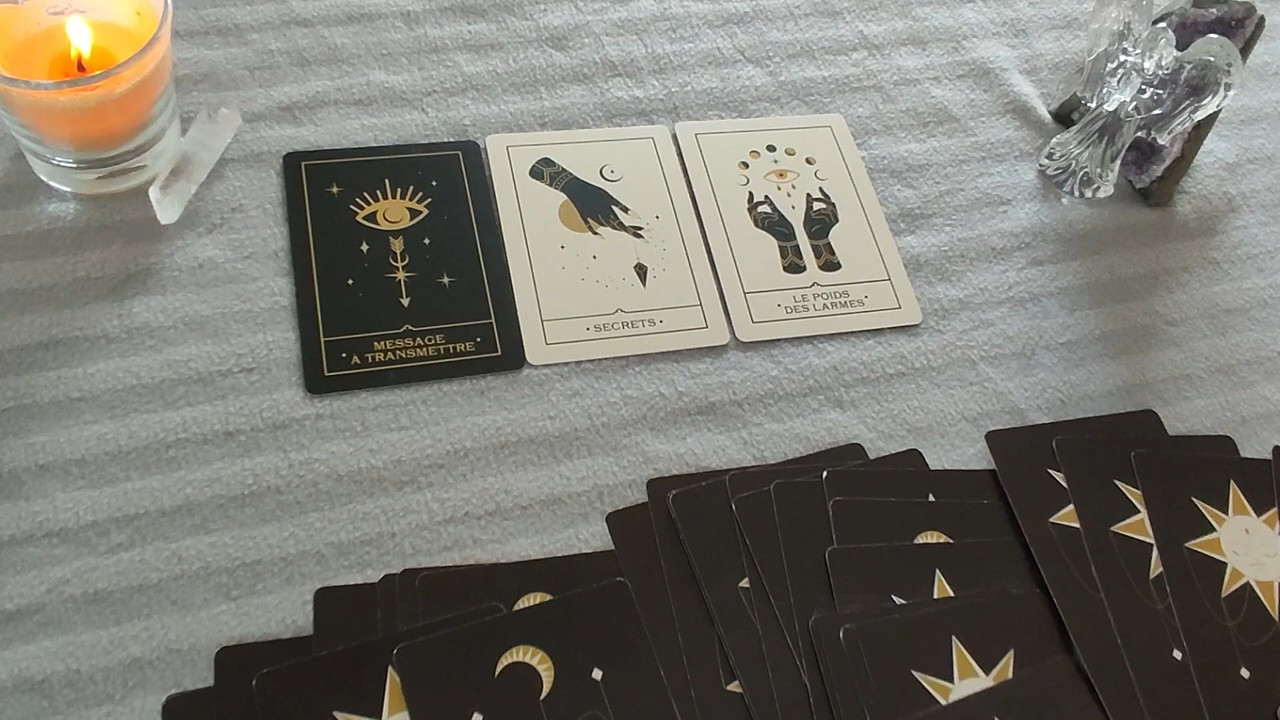 MESSAGE
A TRANSMETTRE
SECRETS
LE POIDS
DES LARMES